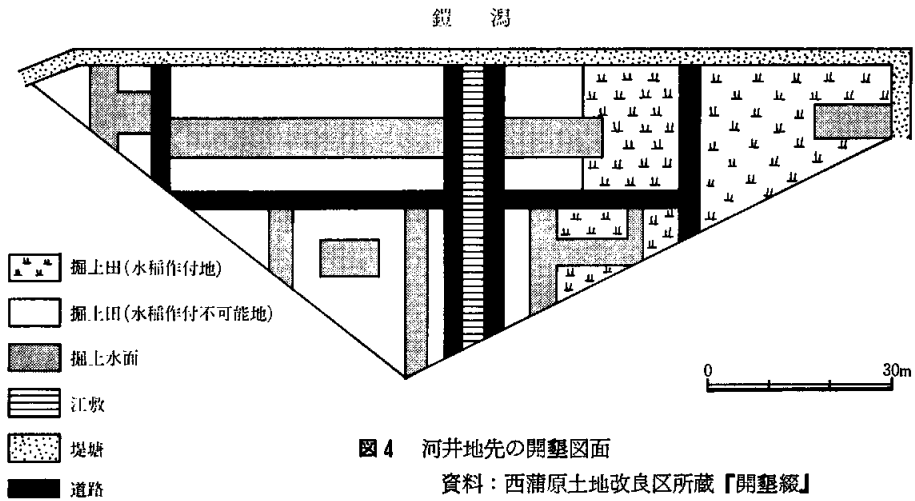 鎧 潟
掘上田(水稲作付地)
掘上田(水稲作付不可能地)
掘上水面
江敷
堤塘
道路
0 30m
図4 河井地先の開墾図面
資料：西蒲原土地改良区所蔵『開墾綴』